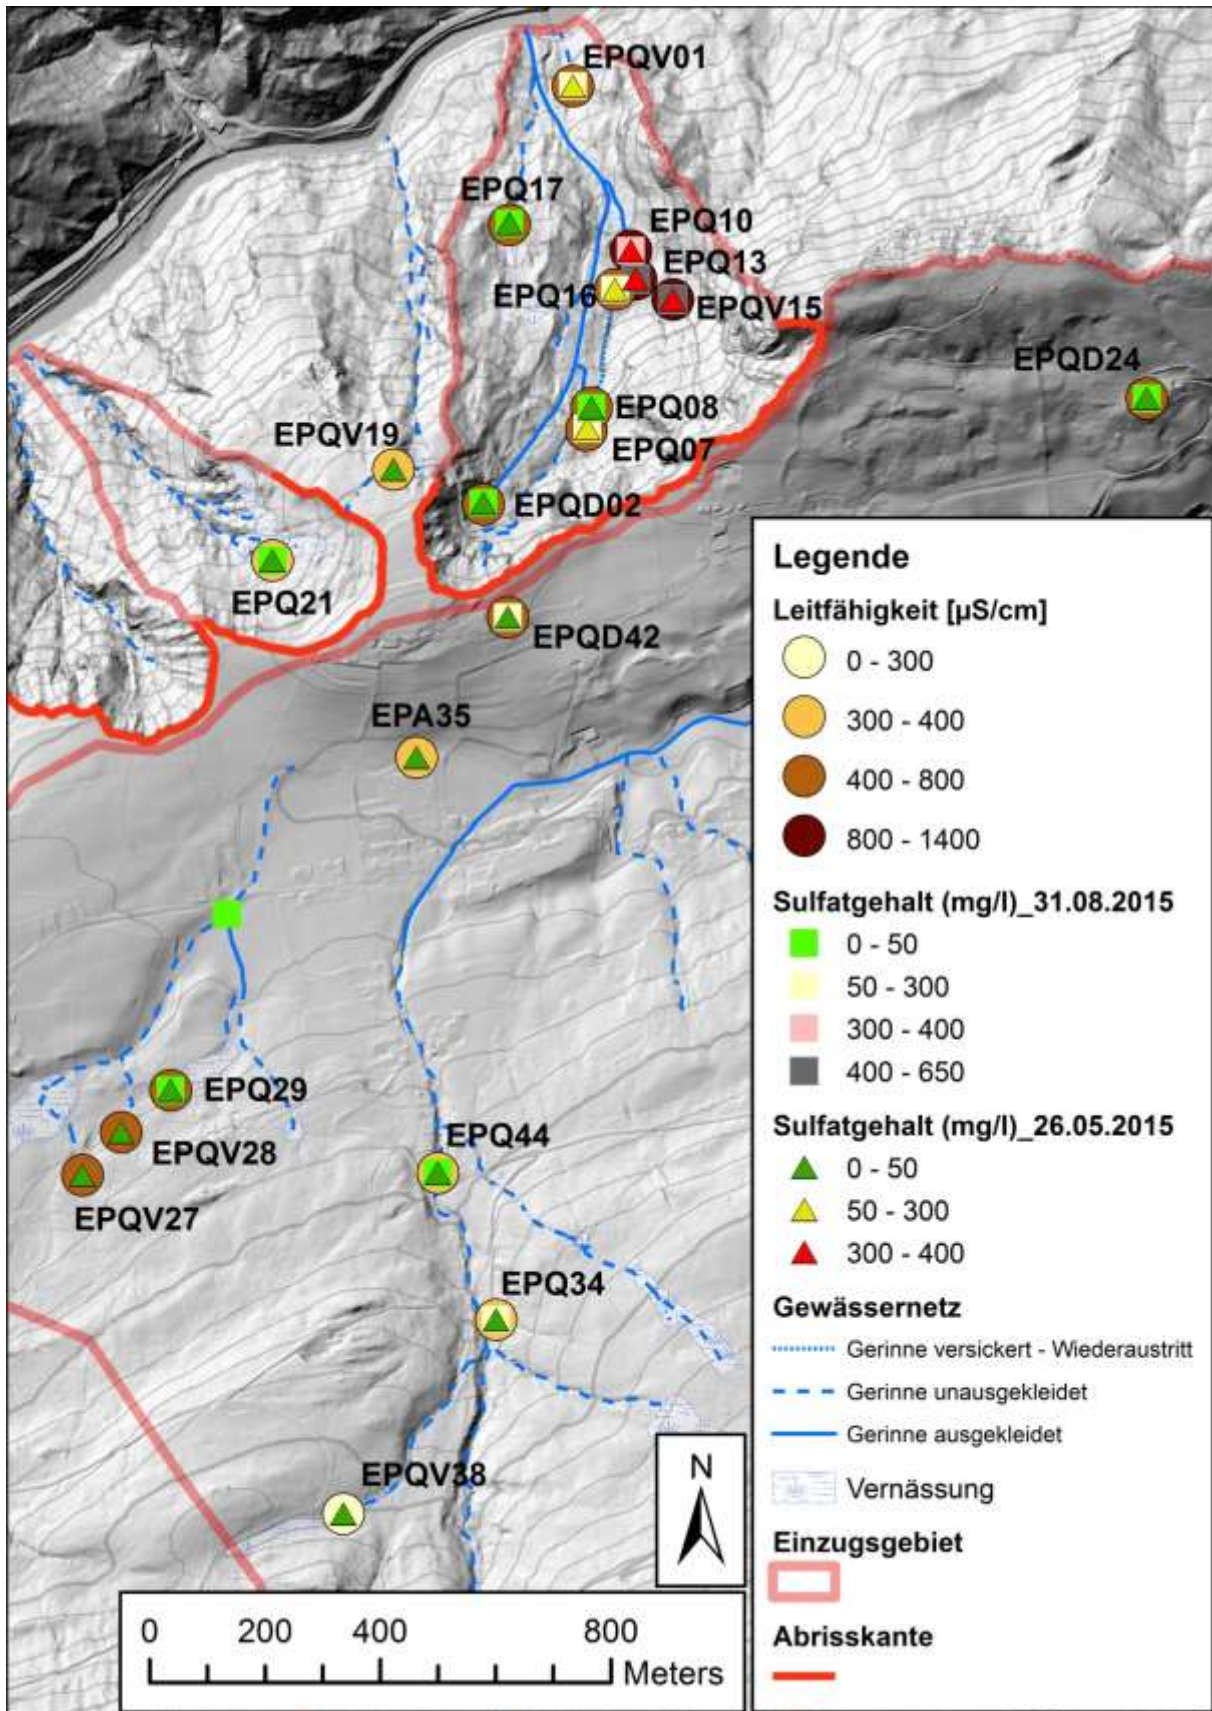 EPQV01
EPQ17
EPQ10
EPQ13
EPQ16
EPQV15
EPQD24
EPQ08
EPQV19
EPQ07
EPQD02
EPQ21
EPQD42
EPA35
EPQ29
EPQV28
EPQ44
EPQV27
EPQ34
EPQV38
Legende
Leitfähigkeit [µS/cm]
0 - 300
300 - 400
400 - 800
800 - 1400
Sulfatgehalt (mg/l)_31.08.2015
0 - 50
50 - 300
300 - 400
400 - 650
Sulfatgehalt (mg/l)_26.05.2015
0 - 50
50 - 300
300 - 400
Gewässernetz
Gerinne versickert - Wiederaustritt
Gerinne unausgekleidet
Gerinne ausgekleidet
Vernässung
Einzugsgebiet
Abrisskante
N
0 200 400 800
Meters